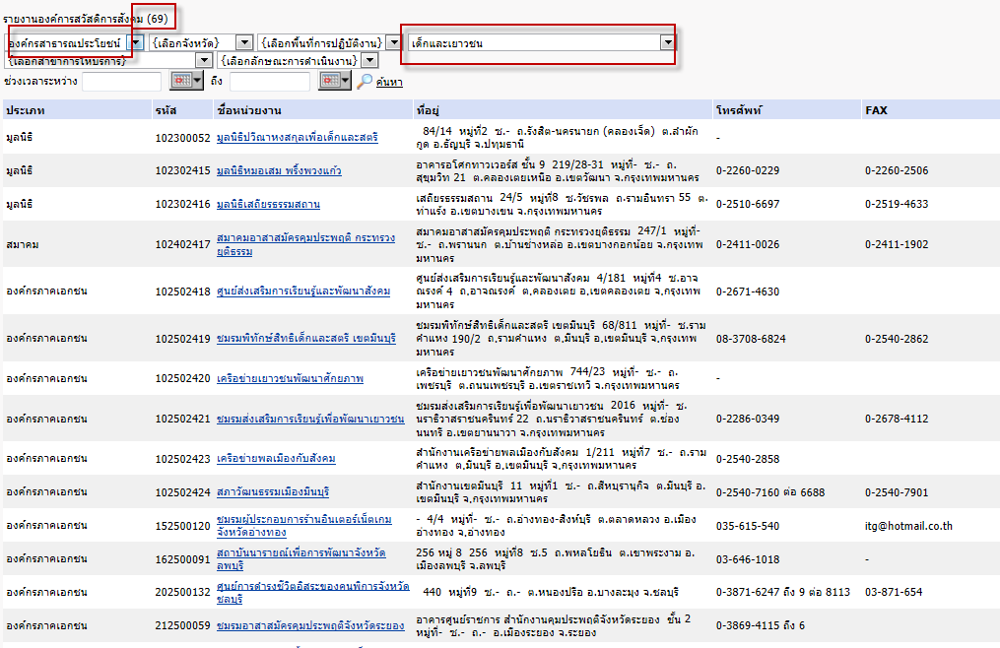 รายงานองค์การสวัสดิการสังคม (69)
องค์กรสาธารณประโยชน์ {เลือกจังหวัด} {เลือกพื้นที่การปฏิบัติงาน} เด็กและเยาวชน
{เลือกสาขาการให้บริการ} {เลือกลักษณะการดำเนินงาน}
ช่วงเวลาระหว่าง ถึง ค้นหา
ประเภท รหัส ชื่อหน่วยงาน ที่อยู่ โทรศัพท์ FAX
มูลนิธิ 102300052 มูลนิธิปวีณาหงสกุลเพื่อเด็กและสตรี 84/14 หมู่ที่2 ซ.- ถ.รังสิต-นครนายก (คลองเจ็ด) ต.ลำผัก -
กูด อ.ธัญบุรี จ.ปทุมธานี
มูลนิธิ 102302415 มูลนิธิหมอเสม พริ้งพวงแก้ว อาคารอโศกทาวเวอร์ส ชั้น 9 219/28-31 หมู่ที่- ซ.- ถ. 0-2260-0229 0-2260-2506
สุขุมวิท 21 ต.คลองเตยเหนือ อ.เขตวัฒนา จ.กรุงเทพมหานคร
มูลนิธิ 102302416 มูลนิธิเสถียรธรรมสถาน เสถียรธรรมสถาน 24/5 หมู่ที่8 ซ.วัชรพล ถ.รามอินทรา 55 ต. 0-2510-6697 0-2519-4633
ท่าแร้ง อ.เขตบางเขน จ.กรุงเทพมหานคร
สมาคม 102402417 สมาคมอาสาสมัครคุมประพฤติ กระทรวง สมาคมอาสาสมัครคุมประพฤติ กระทรวงยุติธรรม 247/1 หมู่ที่- 0-2411-0026 0-2411-1902
ยุติธรรม ซ.- ถ.พรานนก ต.บ้านช่างหล่อ อ.เขตบางกอกน้อย จ.กรุงเทพ
มหานคร
องค์กรภาคเอกชน 102502418 ศูนย์ส่งเสริมการเรียนรู้และพัฒนาสังคม ศูนย์ส่งเสริมการเรียนรู้และพัฒนาสังคม 4/181 หมู่ที่4 ซ.อาจ 0-2671-4630
ณรงค์ 4 ถ.อาจณรงค์ ต.คลองเตย อ.เขตคลองเตย จ.กรุงเทพ
มหานคร
องค์กรภาคเอกชน 102502419 ชมรมพิทักษ์สิทธิเด็กและสตรี เขตมีนบุรี ชมรมพิทักษ์สิทธิเด็กและสตรี เขตมีนบุรี 68/811 หมู่ที่- ซ.ราม 08-3708-6824 0-2540-2862
คำแหง 190/2 ถ.รามคำแหง ต.มีนบุรี อ.เขตมีนบุรี จ.กรุงเทพ
มหานคร
องค์กรภาคเอกชน 102502420 เครือข่ายเยาวชนพัฒนาศักยภาพ เครือข่ายเยาวชนพัฒนาศักยภาพ 744/23 หมู่ที่- ซ.- ถ. -
เพชรบุรี ต.ถนนเพชรบุรี อ.เขตราชเทวี จ.กรุงเทพมหานคร
องค์กรภาคเอกชน 102502421 ชมรมส่งเสริมการเรียนรู้เพื่อพัฒนาเยาวชน ชมรมส่งเสริมการเรียนรู้เพื่อพัฒนาเยาวชน 2016 หมู่ที่- ซ. 0-2286-0349 0-2678-4112
นราธิวาสราชนครินทร์ 22 ถ.นราธิวาสราชนครินทร์ ต.ช่อง
นนทรี อ.เขตยานนาวา จ.กรุงเทพมหานคร
องค์กรภาคเอกชน 102502423 เครือข่ายพลเมืองกับสังคม สำนักงานเครือข่ายพลเมืองกับสังคม 1/211 หมู่ที่7 ซ.- ถ.ราม 0-2540-2858
คำแหง ต.มีนบุรี อ.เขตมีนบุรี จ.กรุงเทพมหานคร
องค์กรภาคเอกชน 102502424 สภาวัฒนธรรมเมืองมีนบุรี สำนักงานเขตมีนบุรี 11 หมู่ที่1 ซ.- ถ.สีหบุรานุกิจ ต.มีนบุรี อ. 0-2540-7160 ต่อ 6688 0-2540-7901
เขตมีนบุรี จ.กรุงเทพมหานคร
องค์กรภาคเอกชน 152500120 ชมรมผู้ประกอบการร้านอินเตอร์เน็ตเกม - 4/4 หมู่ที่- ซ.- ถ.อ่างทอง-สิงห์บุรี ต.ตลาดหลวง อ.เมือง 035-615-540 itg@hotmail.co.th
จังหวัดอ่างทอง อ่างทอง จ.อ่างทอง
องค์กรภาคเอกชน 162500091 สถาบันนารายณ์เพื่อการพัฒนาจังหวัด 256 หมู่ 8 256 หมู่ที่8 ซ.5 ถ.พหลโยธิน ต.เขาพระงาม อ. 03-646-1018 -
ลพบุรี เมืองลพบุรี จ.ลพบุรี
องค์กรภาคเอกชน 202500132 ศูนย์การดำรงชีวิตอิสระของคนพิการจังหวัด 440 หมู่ที่9 ซ.- ถ.- ต.หนองปรือ อ.บางละมุง จ.ชลบุรี 0-3871-6247 ถึง 9 ต่อ 8113 03-871-654
ชลบุรี
องค์กรภาคเอกชน 212500059 ชมรมอาสาสมัครคุมประพฤติจังหวัดระยอง อาคารศูนย์ราชการ สำนักงานคุมประพฤติจังหวัดระยอง ชั้น 2 0-3869-4115 ถึง 6
หมู่ที่- ซ.- ถ.- อ.เมืองระยอง จ.ระยอง